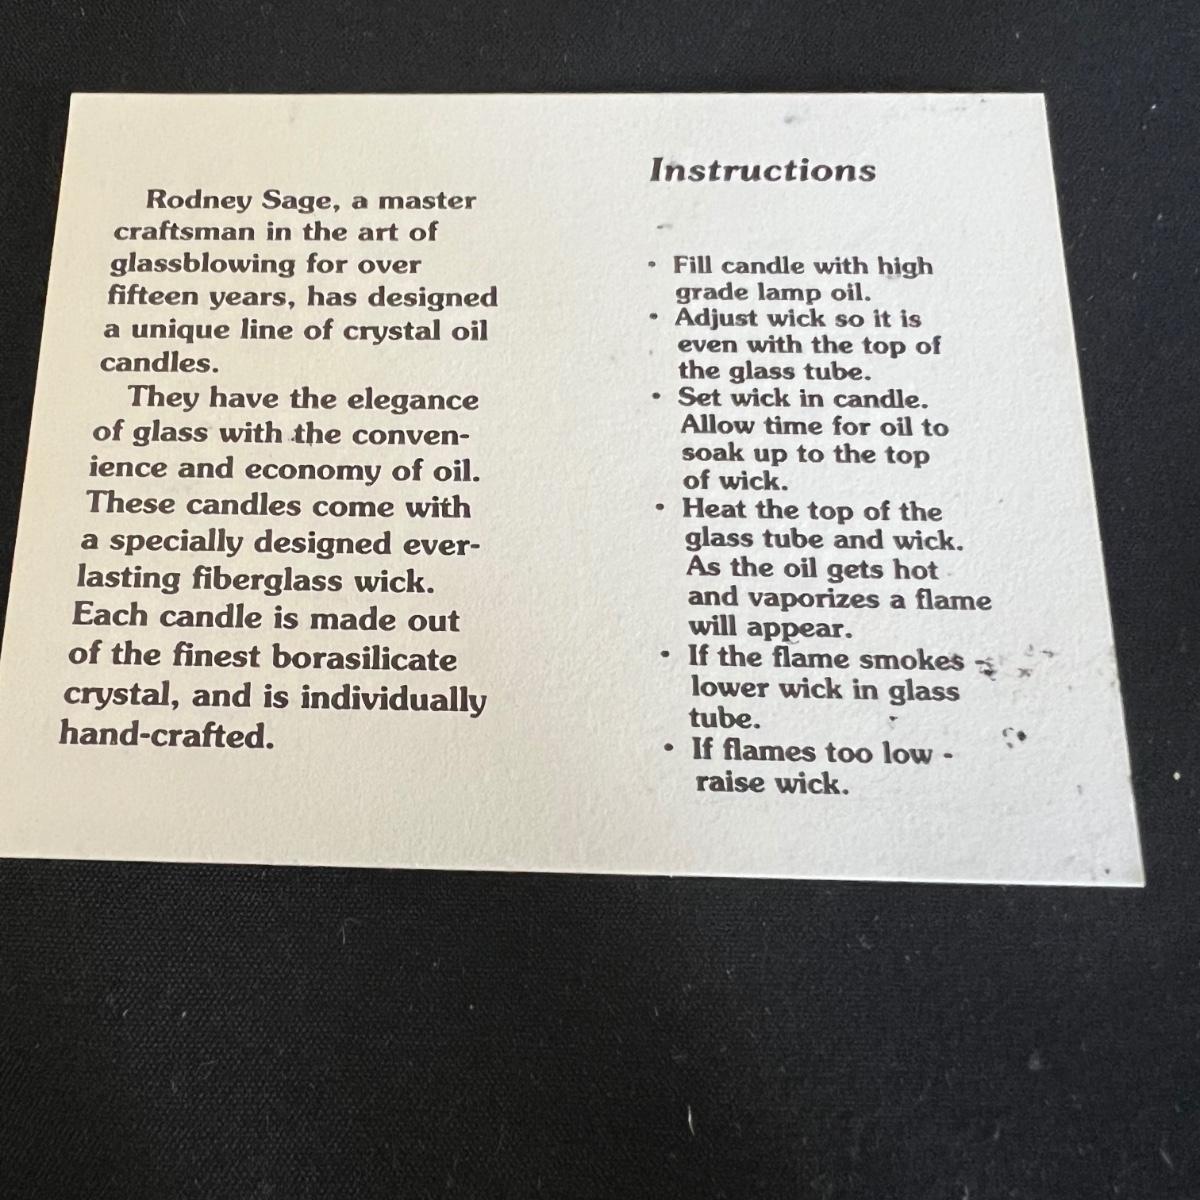 Rodney Sage, a master
craftsman in the art of
glassblowing for over
fifteen years, has designed
a unique line of crystal oil
candles.
They have the elegance
of glass with the conven-
ience and economy of oil.
These candles come with
a specially designed ever-
lasting fiberglass wick.
Each candle is made out
of the finest borasilicate
crystal, and is individually
hand-crafted.
Instructions
• Fill candle with high
grade lamp oil.
• Adjust wick so it is
even with the top of
the glass tube.
• Set wick in candle.
Allow time for oil to
soak up to the top
of wick.
• Heat the top of the
glass tube and wick.
As the oil gets hot
and vaporizes a flame
will appear.
• If the flame smokes -
lower wick in glass
tube.
• If flames too low -
raise wick.